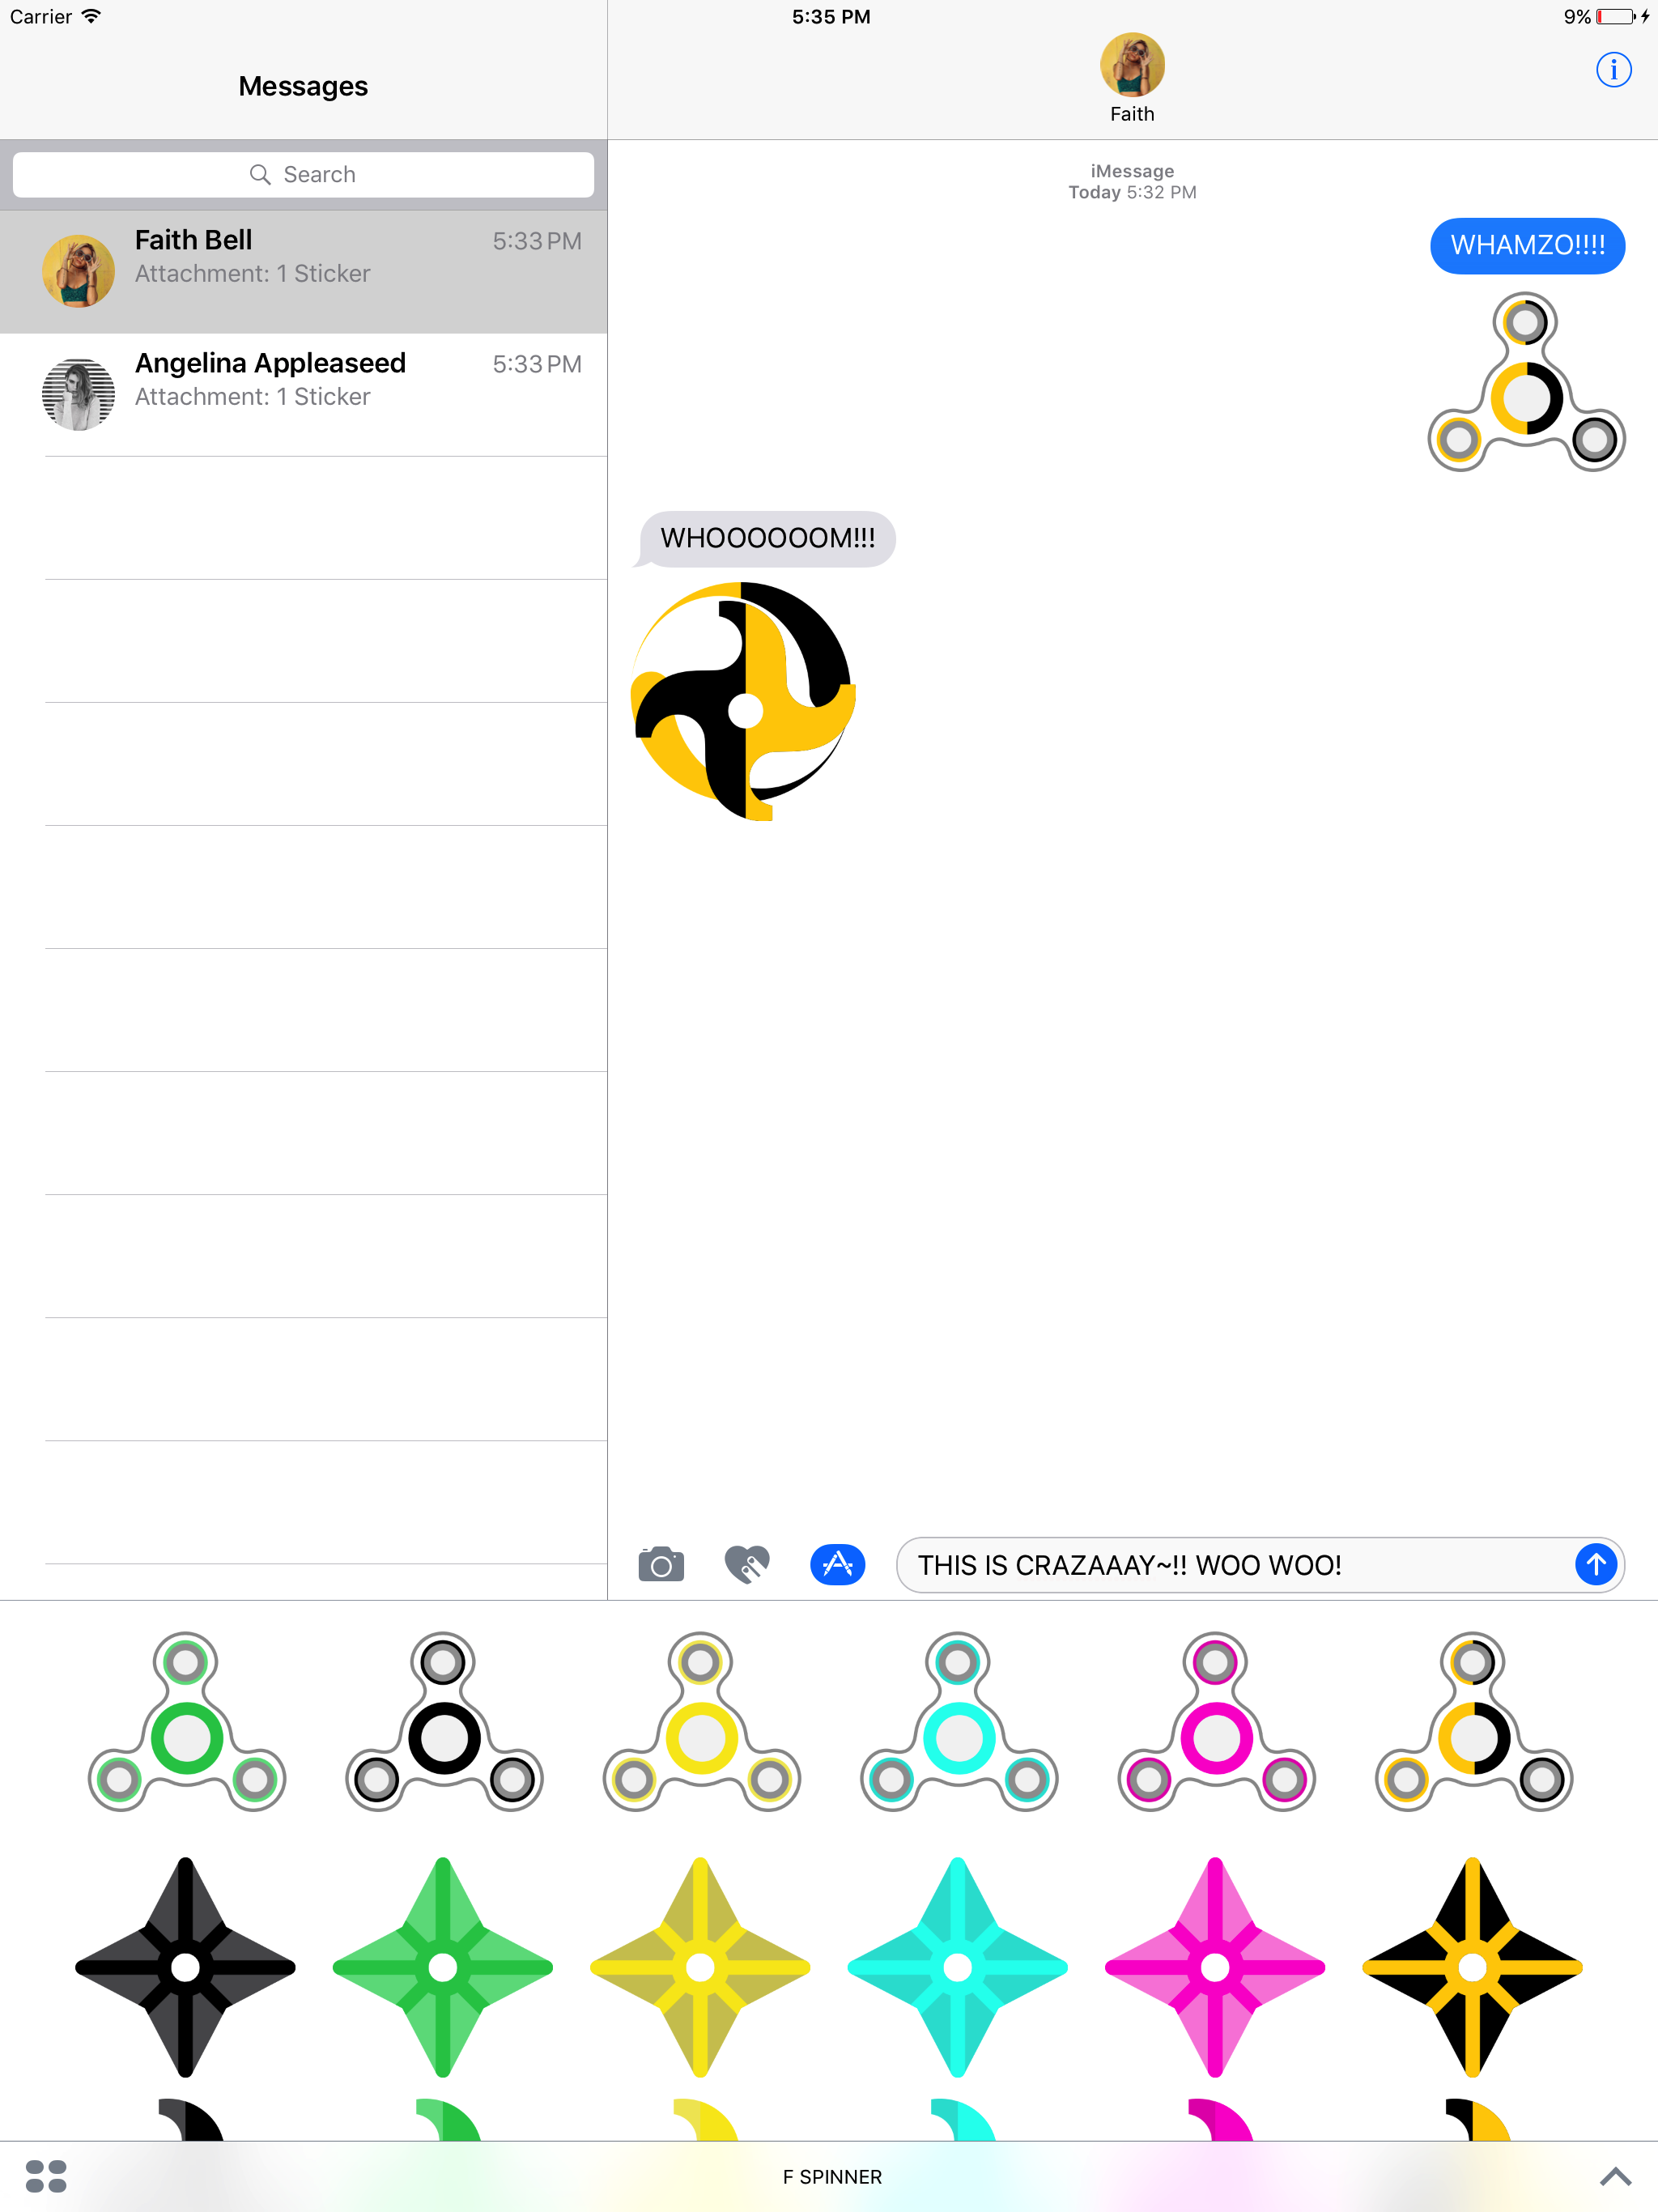 Carrier
5:35 PM
9%
Messages
Faith
Search
iMessage
Today 5:32 PM
Faith Bell 5:33 PM
Attachment: 1 Sticker
Angelina Appleaseed 5:33 PM
Attachment: 1 Sticker
WHAMZO!!!!
WHOOOOOOM!!!
THIS IS CRAZAAAY~!! WOO WOO!
F SPINNER